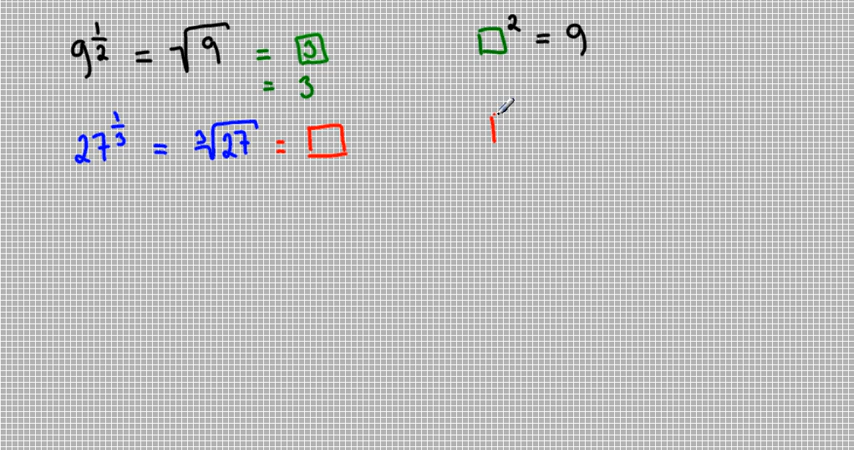 9^{1/2} = √9 = 3 □² = 9
= 3
27^{1/3} = ∛27 = □